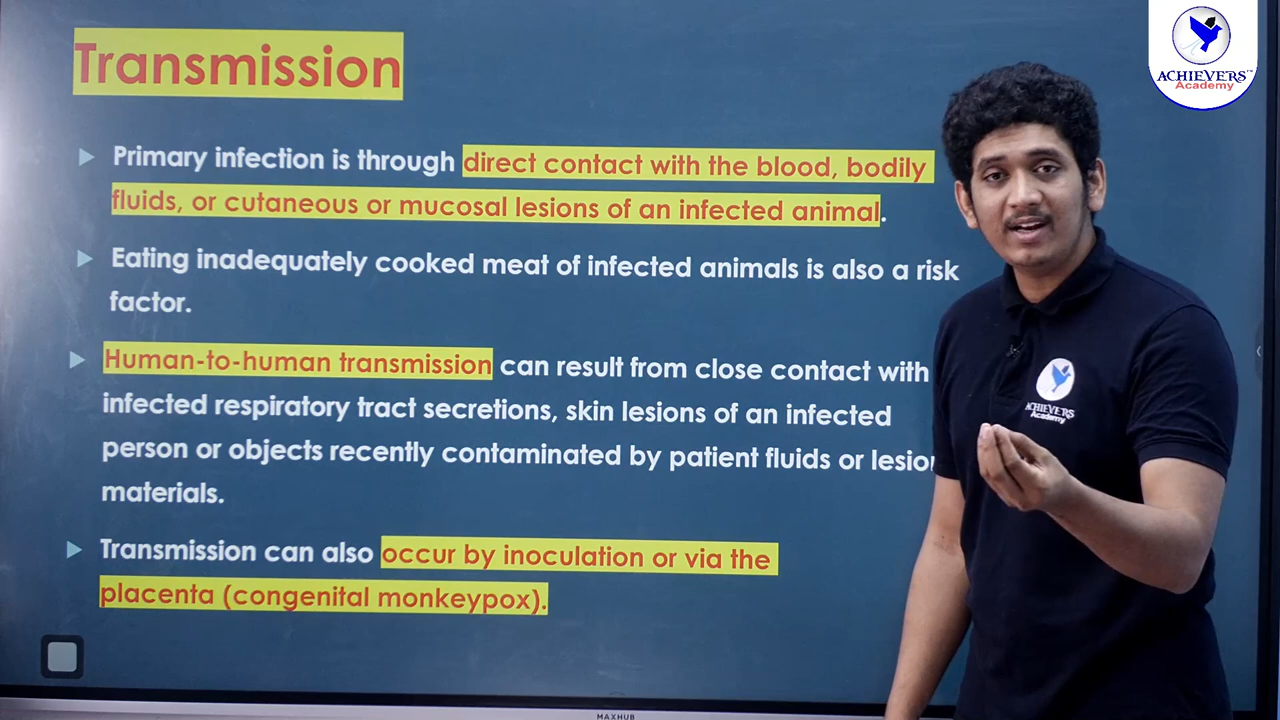 Transmission
Primary infection is through direct contact with the blood, bodily
fluids, or cutaneous or mucosal lesions of an infected animal.
Eating inadequately cooked meat of infected animals is also a risk
factor.
Human-to-human transmission can result from close contact with
infected respiratory tract secretions, skin lesions of an infected
person or objects recently contaminated by patient fluids or
materials.
Transmission can also occur by inoculation or via the
placenta (congenital monkeypox).
ACHIEVERS™
Academy
ACHIEVERS
Academy
MAXHUB